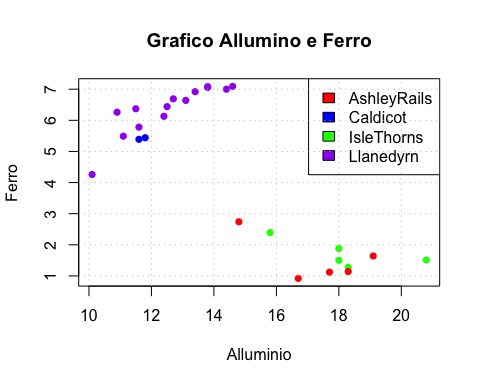 Grafico Allumino e Ferro
AshleyRails
Caldicot
IsleThorns
Llanedyrn
Ferro
7
6
5
4
3
2
1
10 12 14 16 18 20
Alluminio